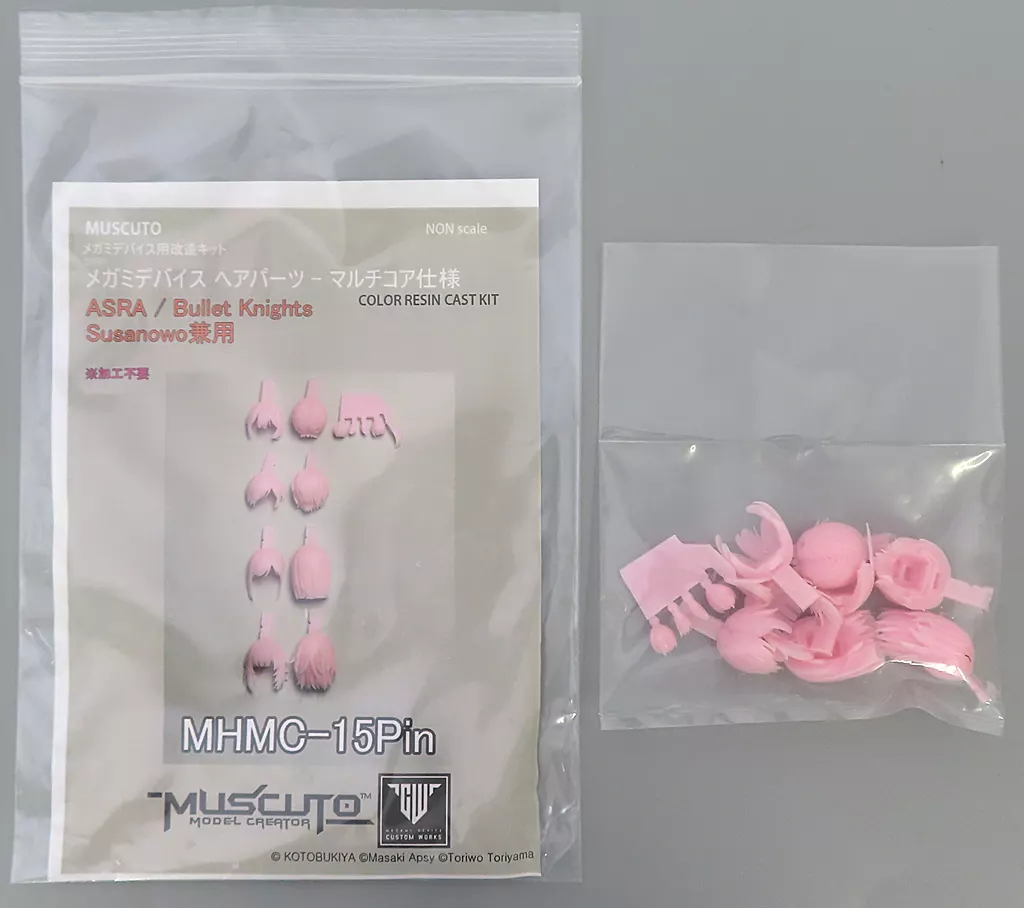 MUSCUTO
NON scale
メガミデバイス用改造キット
メガミデバイス ヘアパーツ − マルチコア仕様
COLOR RESIN CAST KIT
ASRA / Bullet Knights
Susanowo兼用
※加工不要
MHMC-15Pin
MUSCUTO™
MODEL CREATOR
MEGAMI DEVICE
CUSTOM WORKS
© KOTOBUKIYA ©Masaki Apsy ©Toriwo Toriyama